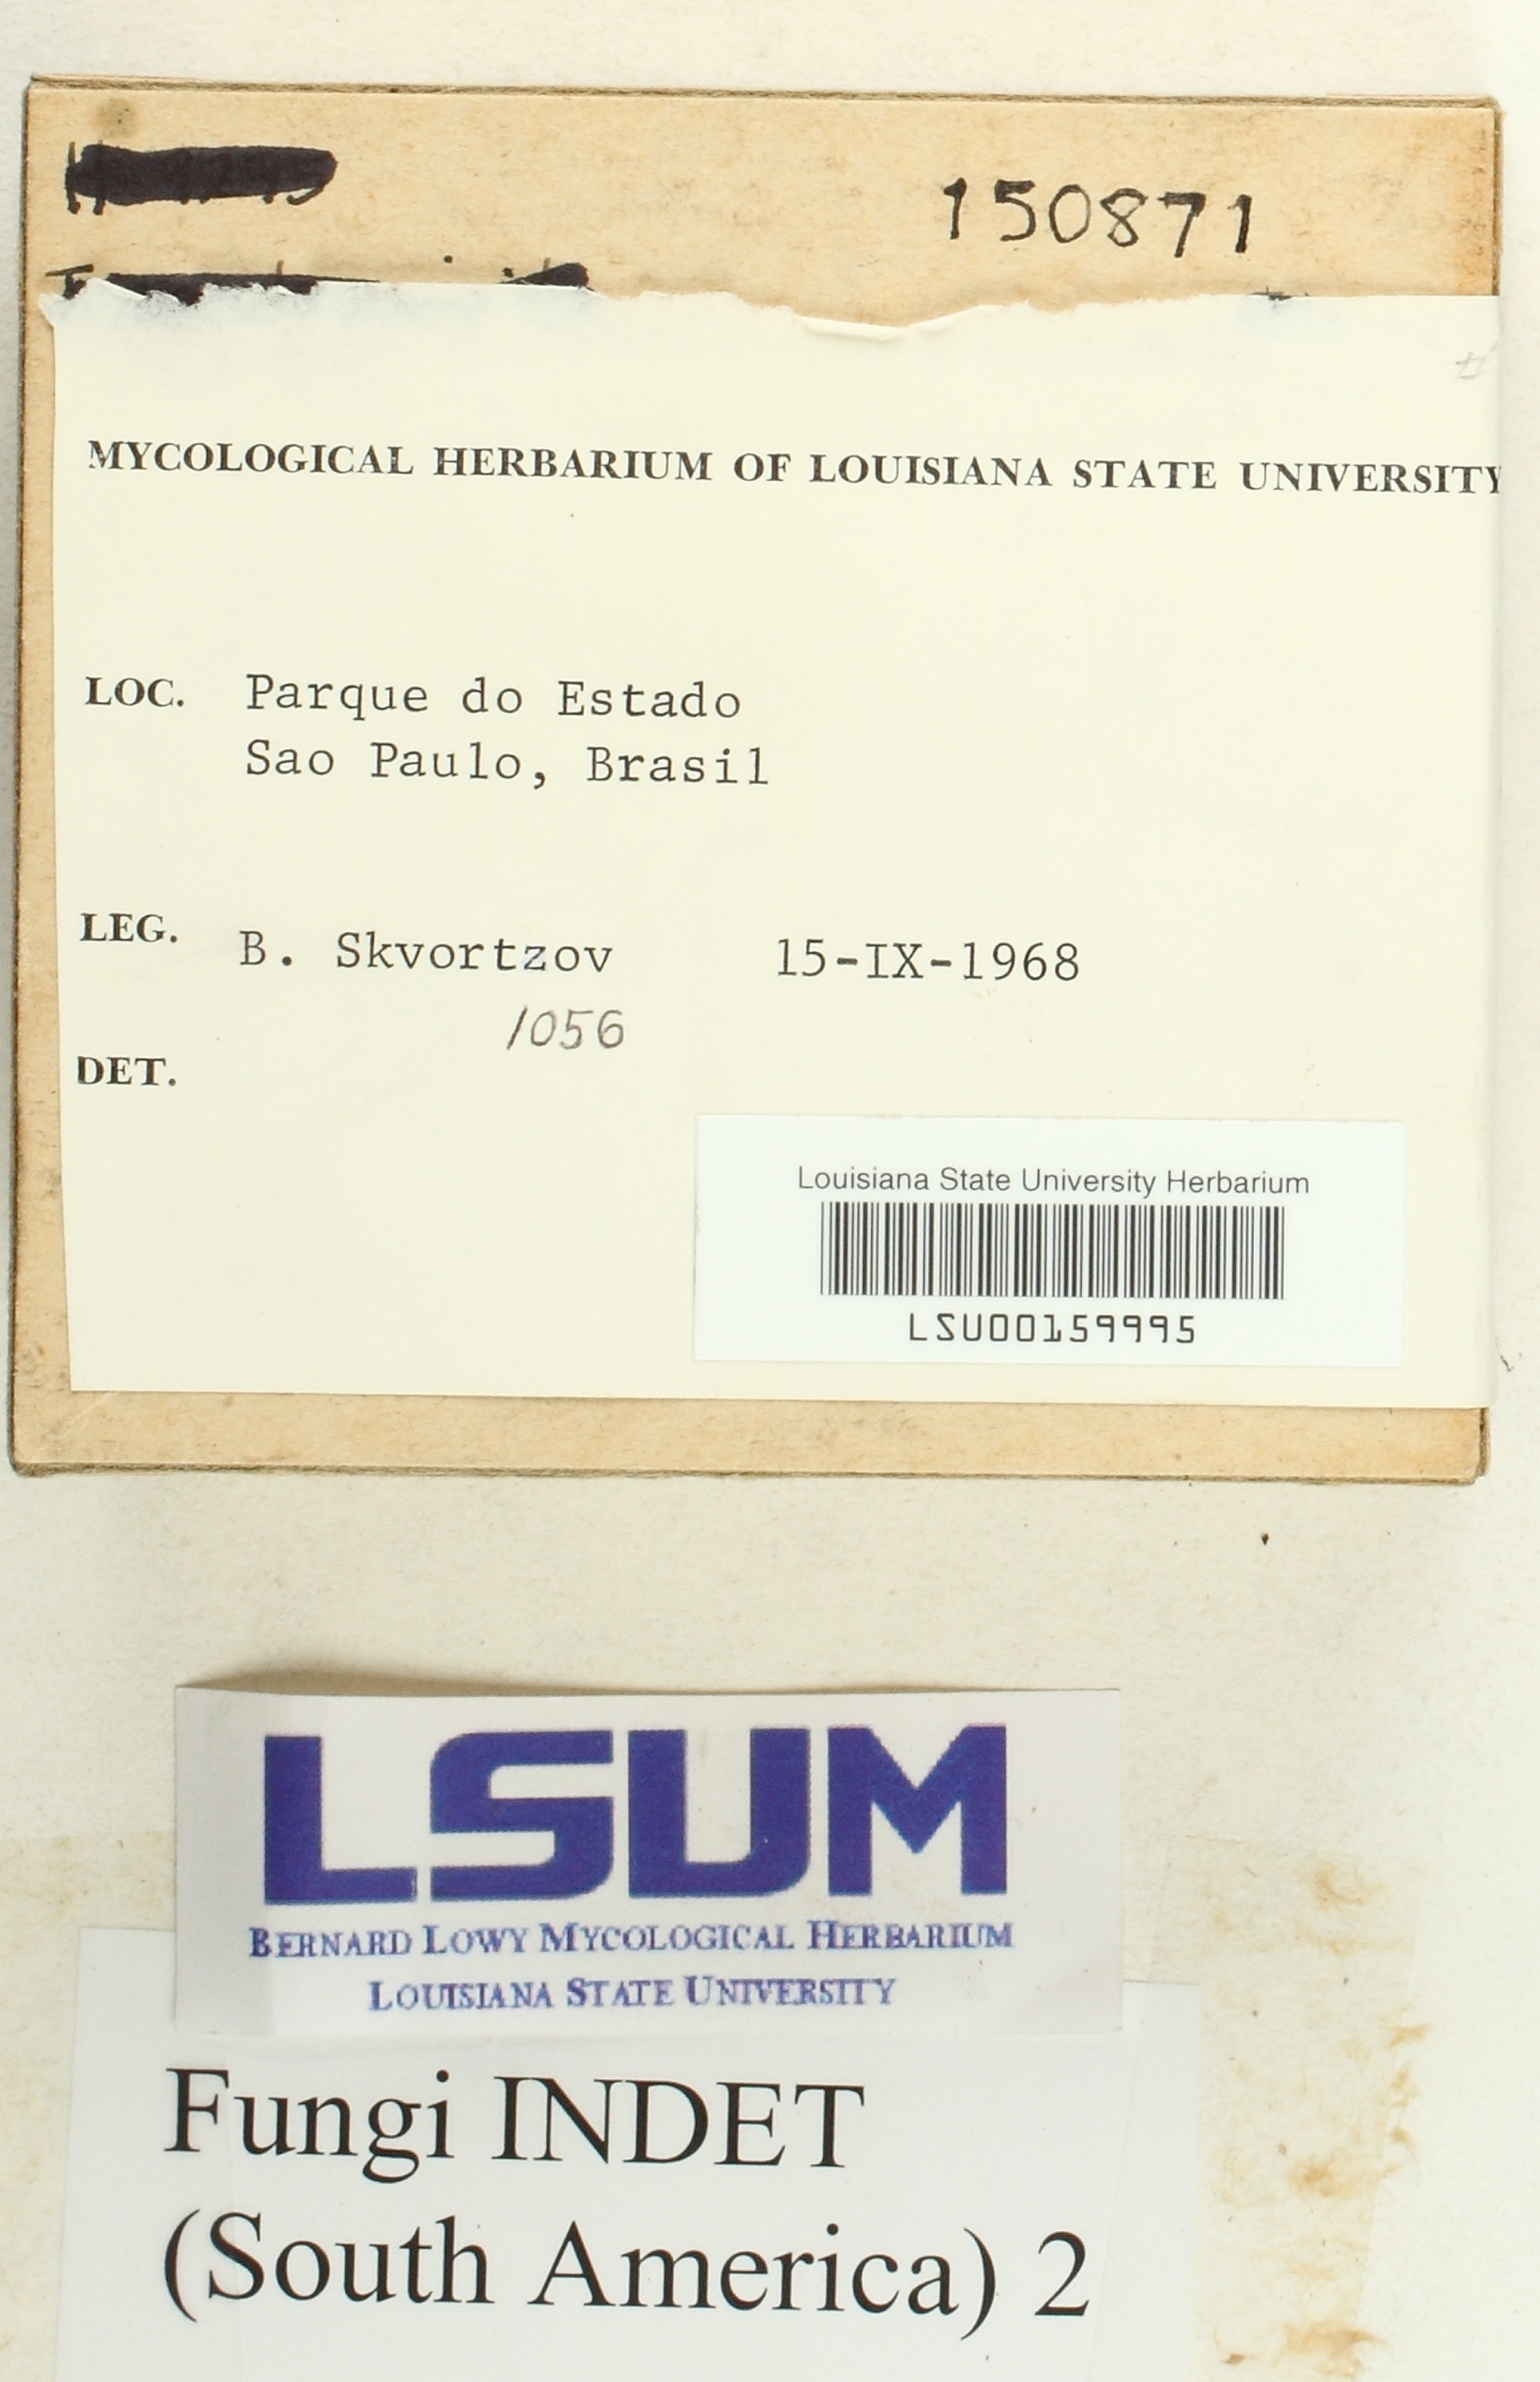 150871
MYCOLOGICAL HERBARIUM OF LOUISIANA STATE UNIVERSITY
LOC. Parque do Estado
Sao Paulo, Brasil
LEG. B. Skvortzov 15-IX-1968
1056
DET.
Louisiana State University Herbarium
LSU00159995
LSUM
BERNARD LOWY MYCOLOGICAL HERBARIUM
LOUISIANA STATE UNIVERSITY
Fungi INDET
(South America) 2